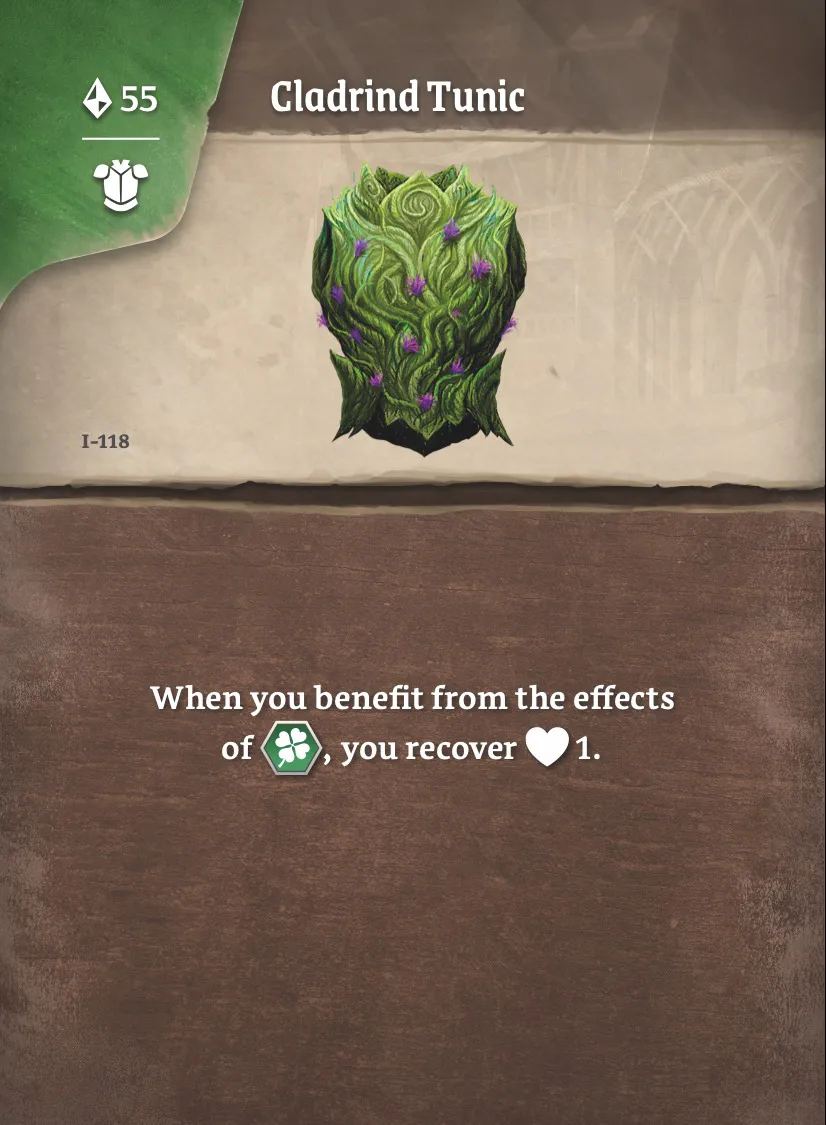 55
Cladrind Tunic
I-118
When you benefit from the effects
of , you recover 1.